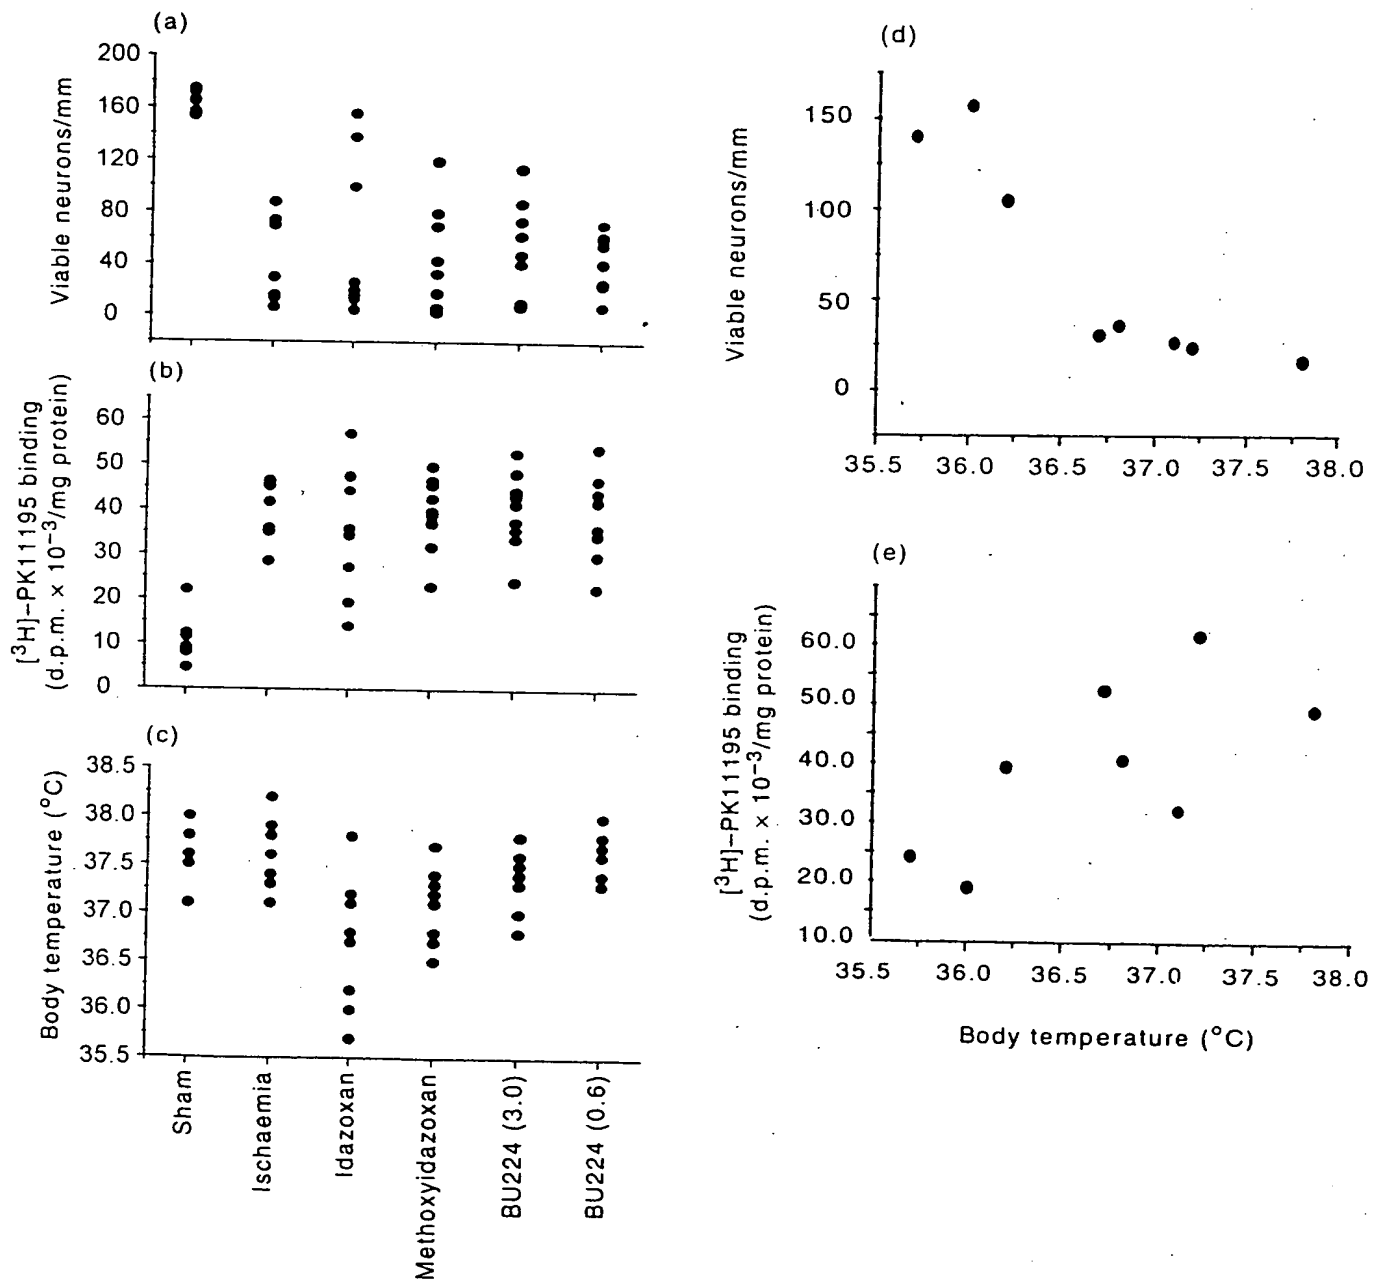 (a)
200
160
120
80
40
0
Viable neurons/mm
(b)
60
50
40
30
20
10
0
[³H]−PK11195 binding
(d.p.m. × 10⁻³/mg protein)
(c)
38.5
38.0
37.5
37.0
36.5
36.0
35.5
Body temperature (°C)
Sham
Ischaemia
Idazoxan
Methoxyidazoxan
BU224 (3.0)
BU224 (0.6)
(d)
150
100
50
0
Viable neurons/mm
35.5 36.0 36.5 37.0 37.5 38.0
(e)
60.0
50.0
40.0
30.0
20.0
10.0
[³H]−PK11195 binding
(d.p.m. × 10⁻³/mg protein)
35.5 36.0 36.5 37.0 37.5 38.0
Body temperature (°C)